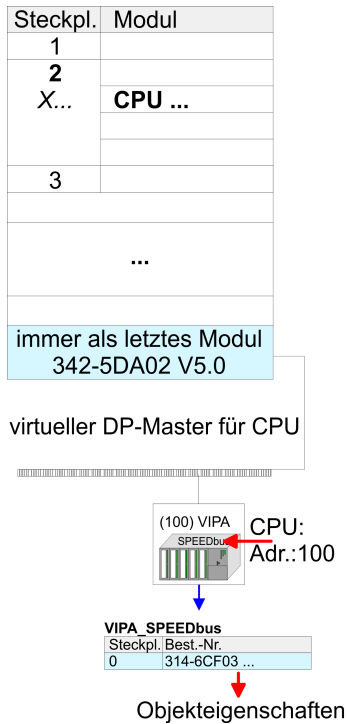 Steckpl. Modul
1
2
X...
CPU ...
3
...
immer als letztes Modul
342-5DA02 V5.0
virtueller DP-Master für CPU
(100) VIPA
SPEEDbus
CPU:
Adr.:100
VIPA_SPEEDbus
Steckpl. Best.-Nr.
0 314-6CF03 ...
Objekteigenschaften